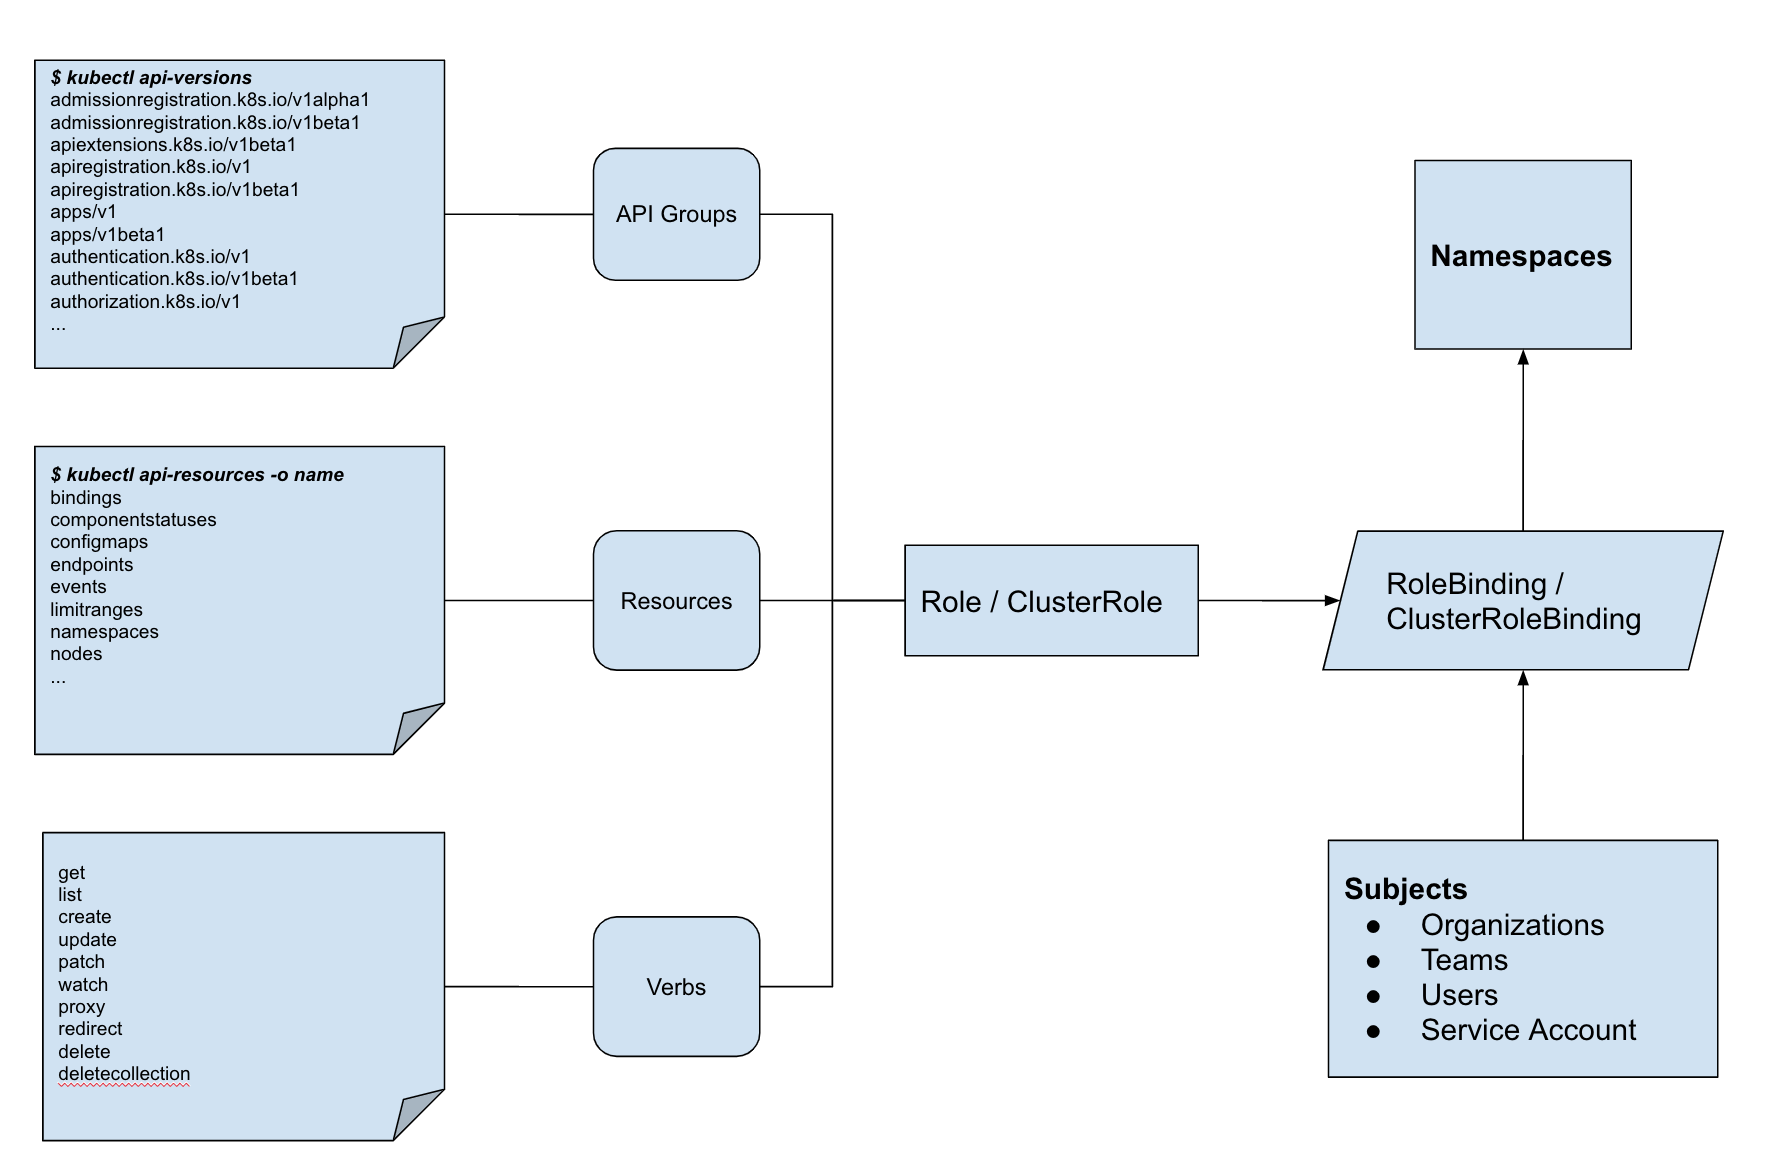 $ kubectl api-versions
admissionregistration.k8s.io/v1alpha1
admissionregistration.k8s.io/v1beta1
apiextensions.k8s.io/v1beta1
apiregistration.k8s.io/v1
apiregistration.k8s.io/v1beta1
apps/v1
apps/v1beta1
authentication.k8s.io/v1
authentication.k8s.io/v1beta1
authorization.k8s.io/v1
...
API Groups
$ kubectl api-resources -o name
bindings
componentstatuses
configmaps
endpoints
events
limitranges
namespaces
nodes
...
Resources
get
list
create
update
patch
watch
proxy
redirect
delete
deletecollection
Verbs
Role / ClusterRole
Namespaces
RoleBinding /
ClusterRoleBinding
Subjects
● Organizations
● Teams
● Users
● Service Account